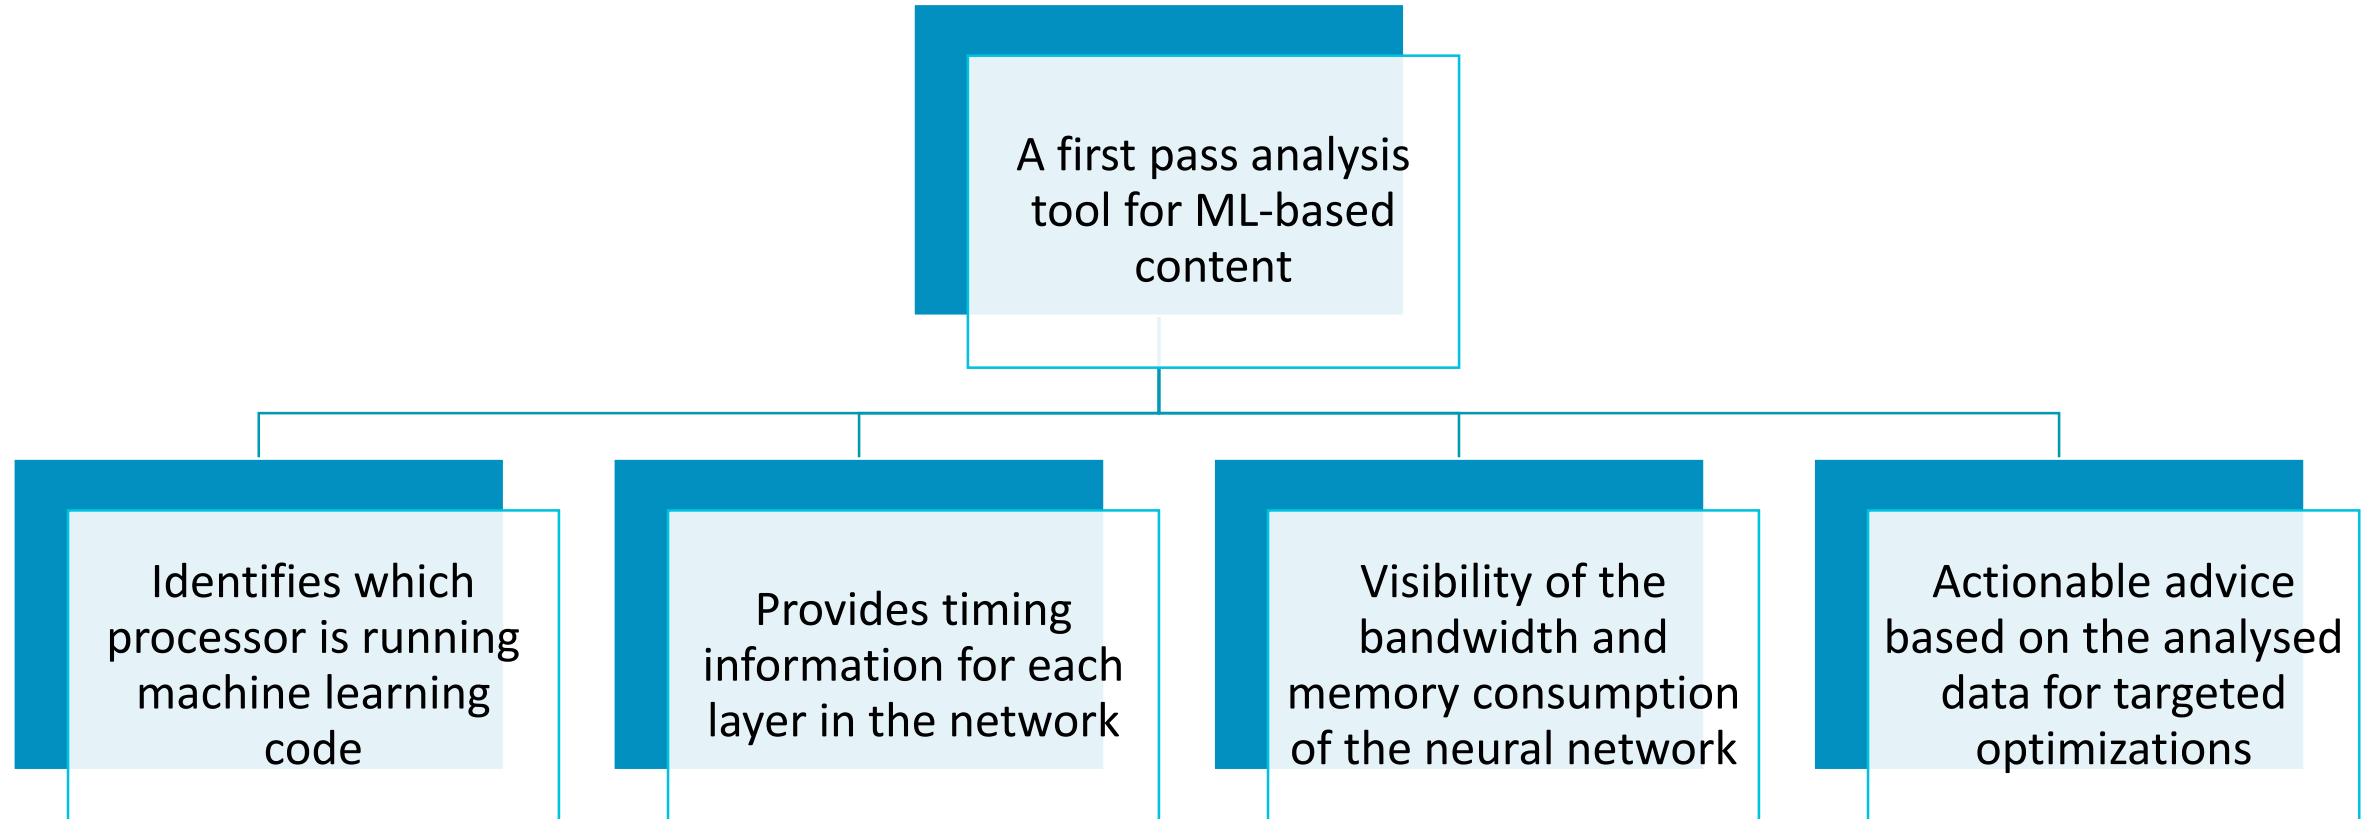 A first pass analysis
tool for ML-based
content
Identifies which
processor is running
machine learning
code
Provides timing
information for each
layer in the network
Visibility of the
bandwidth and
memory consumption
of the neural network
Actionable advice
based on the analysed
data for targeted
optimizations